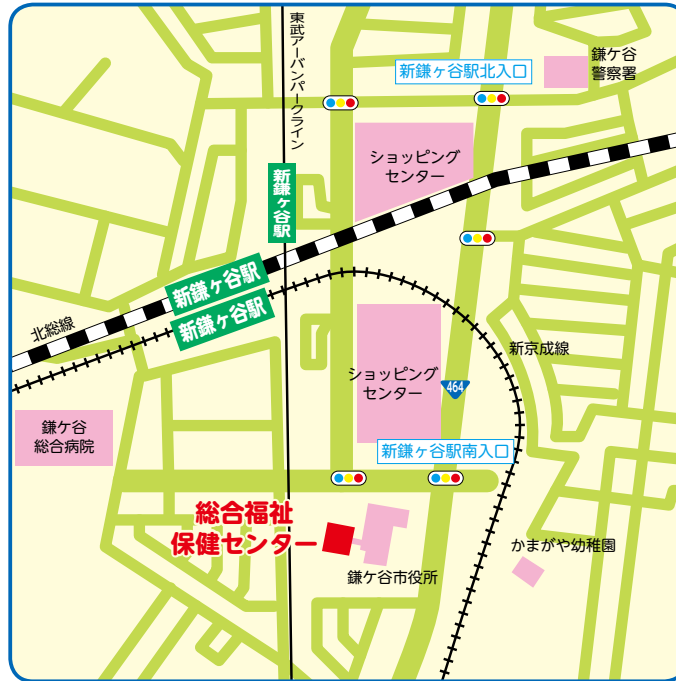 東武アーバンパークライン
鎌ケ谷
警察署
新鎌ヶ谷駅北入口
ショッピング
センター
新鎌ヶ谷駅
新鎌ヶ谷駅
新鎌ヶ谷駅
北総線
新京成線
ショッピング
センター
464
鎌ケ谷
総合病院
新鎌ヶ谷駅南入口
総合福祉
保健センター
かまがや幼稚園
鎌ケ谷市役所